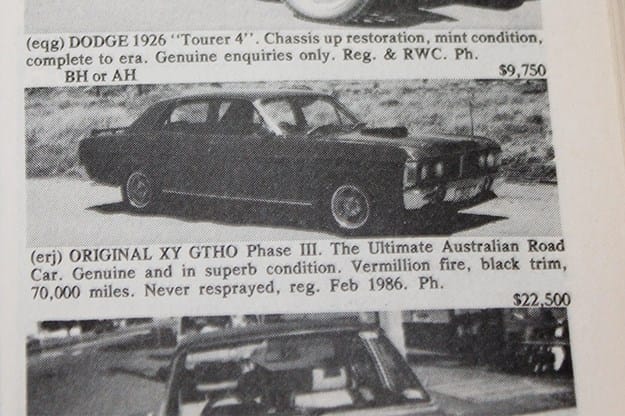 (eqg) DODGE 1926 "Tourer 4". Chassis up restoration, mint condition,
complete to era. Genuine enquiries only. Reg. & RWC. Ph.
BH or AH
$9,750
(erj) ORIGINAL XY GTHO Phase III. The Ultimate Australian Road
Car. Genuine and in superb condition. Vermillion fire, black trim,
70,000 miles. Never resprayed, reg. Feb 1986. Ph.
$22,500